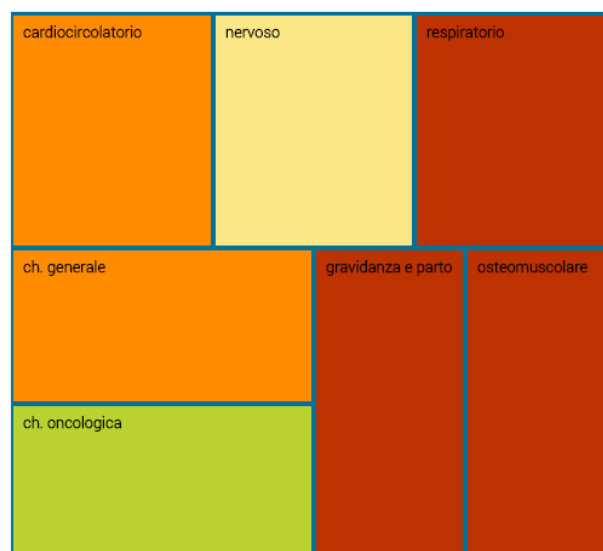 cardiocircolatorio
nervoso
respiratorio
ch. generale
gravidanza e parto
osteomuscolare
ch. oncologica